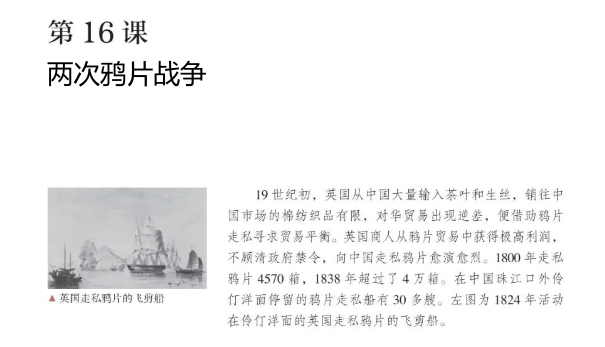 第 16 课
两次鸦片战争
19 世纪初，英国从中国大量输入茶叶和生丝，销往中
国市场的棉纺织品有限，对华贸易出现逆差，便借助鸦片
走私寻求贸易平衡。英国商人从鸦片贸易中获得极高利润，
不顾清政府禁令，向中国走私鸦片愈演愈烈。1800 年走私
鸦片 4570 箱，1838 年超过了 4 万箱。在中国珠江口外伶
仃洋面停留的鸦片走私船有 30 多艘。左图为 1824 年活动
在伶仃洋面的英国走私鸦片的飞剪船。
▲ 英国走私鸦片的飞剪船